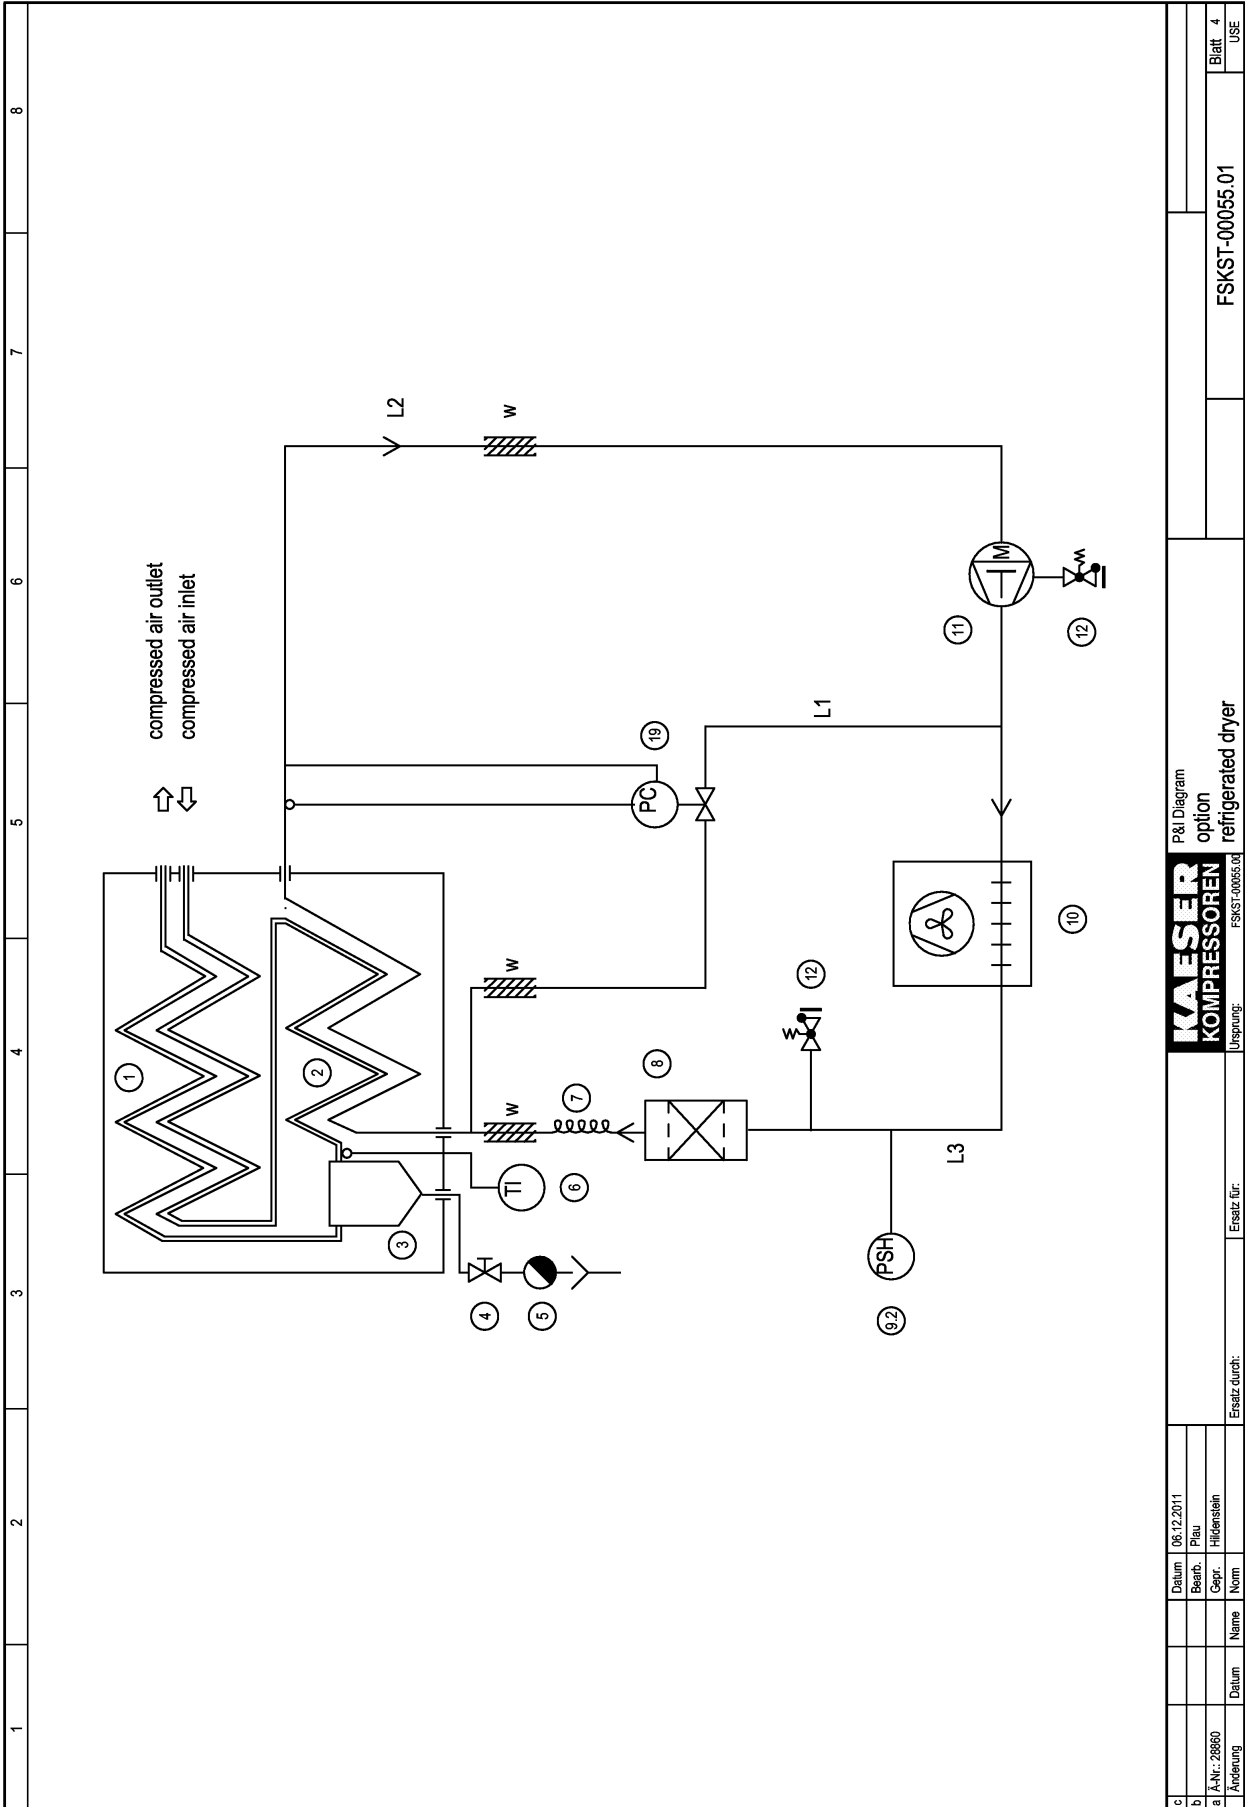 1
2
3
4
5
6
7
8
compressed air outlet
compressed air inlet
1
2
3
4
5
6
TI
7
8
w
w
w
L2
PC
19
L1
12
PSH
9.2
L3
10
11
M
12
c
b
a Ä-Nr.: 28860
Änderung
Datum
Name
Datum 06.12.2011
Bearb. Plau
Gepr. Hildenstein
Norm
Ersatz durch:
Ersatz für:
Ursprung: FSKST-00055.00
KAESER
KOMPRESSOREN
P&I Diagram
option
refrigerated dryer
FSKST-00055.01
Blatt 4
USE